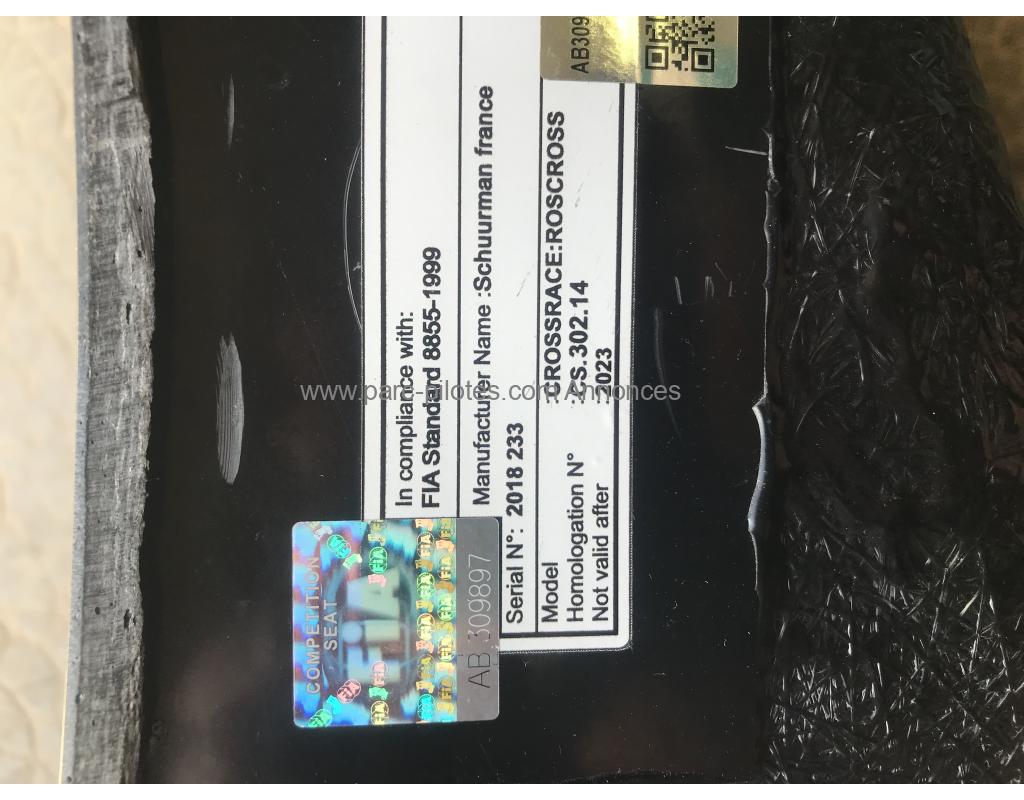 In compliance with:
FIA Standard 8855-1999
Manufacturer Name :Schuurman france
Serial N°: 2018 233
Model :CROSSRACE:ROSCROSS
Homologation N° :CS.302.14
Not valid after :2023
COMPETITION
SEAT
FIA
AB 309897
AB309
www.para-pilotes.com Annonces